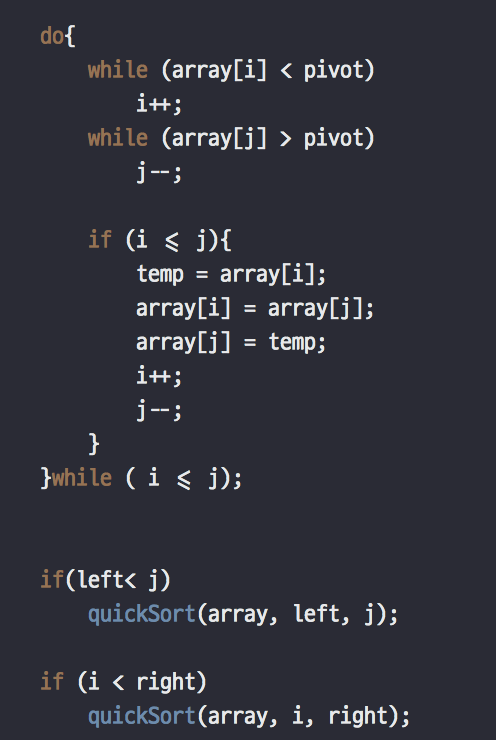 do{
    while (array[i] < pivot)
        i++;
    while (array[j] > pivot)
        j--;

    if (i ⩽ j){
        temp = array[i];
        array[i] = array[j];
        array[j] = temp;
        i++;
        j--;
    }
}while ( i ⩽ j);


if(left< j)
    quickSort(array, left, j);

if (i < right)
    quickSort(array, i, right);